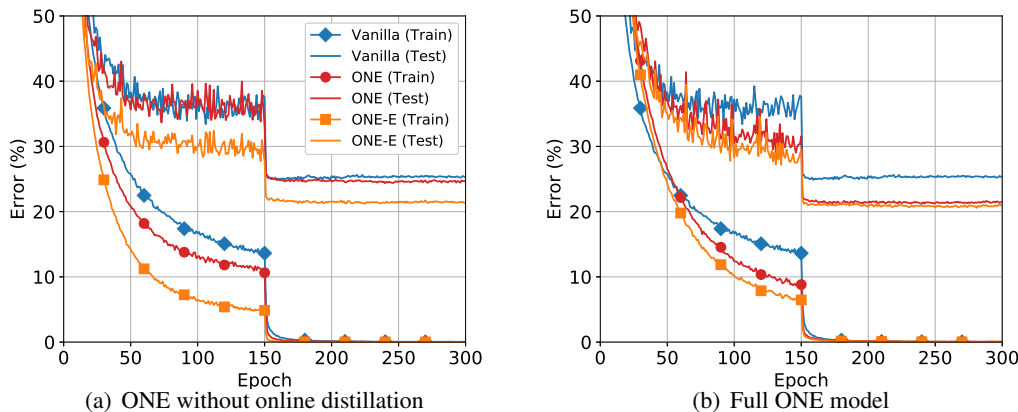 50
40
30
20
10
0
Error (%)
0 50 100 150 200 250 300
Epoch
Vanilla (Train)
Vanilla (Test)
ONE (Train)
ONE (Test)
ONE-E (Train)
ONE-E (Test)
(a) ONE without online distillation
50
40
30
20
10
0
Error (%)
0 50 100 150 200 250 300
Epoch
(b) Full ONE model